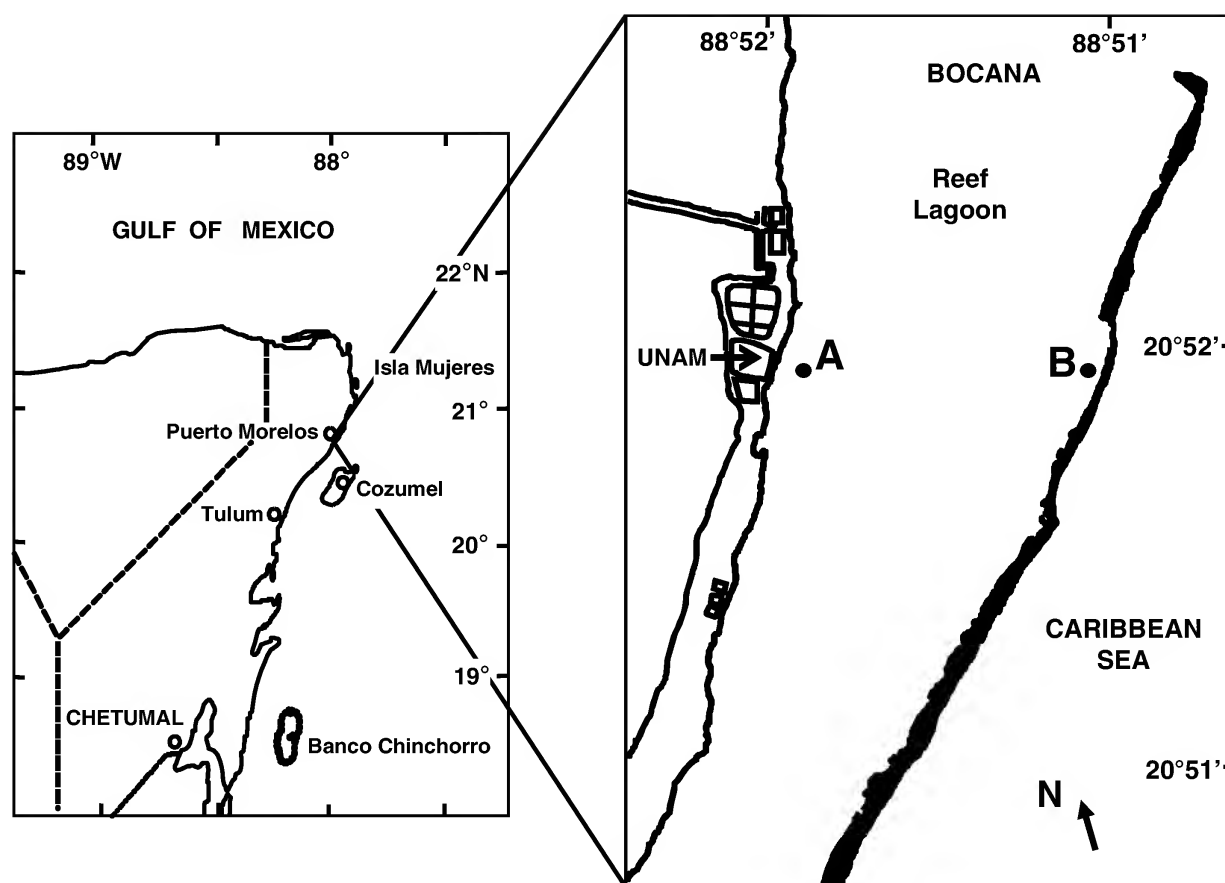 89°W
88°
GULF OF MEXICO
22°N
Isla Mujeres
21°
Puerto Morelos
Cozumel
Tulum
20°
19°
CHETUMAL
Banco Chinchorro
88°52’
88°51’
BOCANA
Reef
Lagoon
UNAM
A
B
20°52’
CARIBBEAN
SEA
20°51’
N